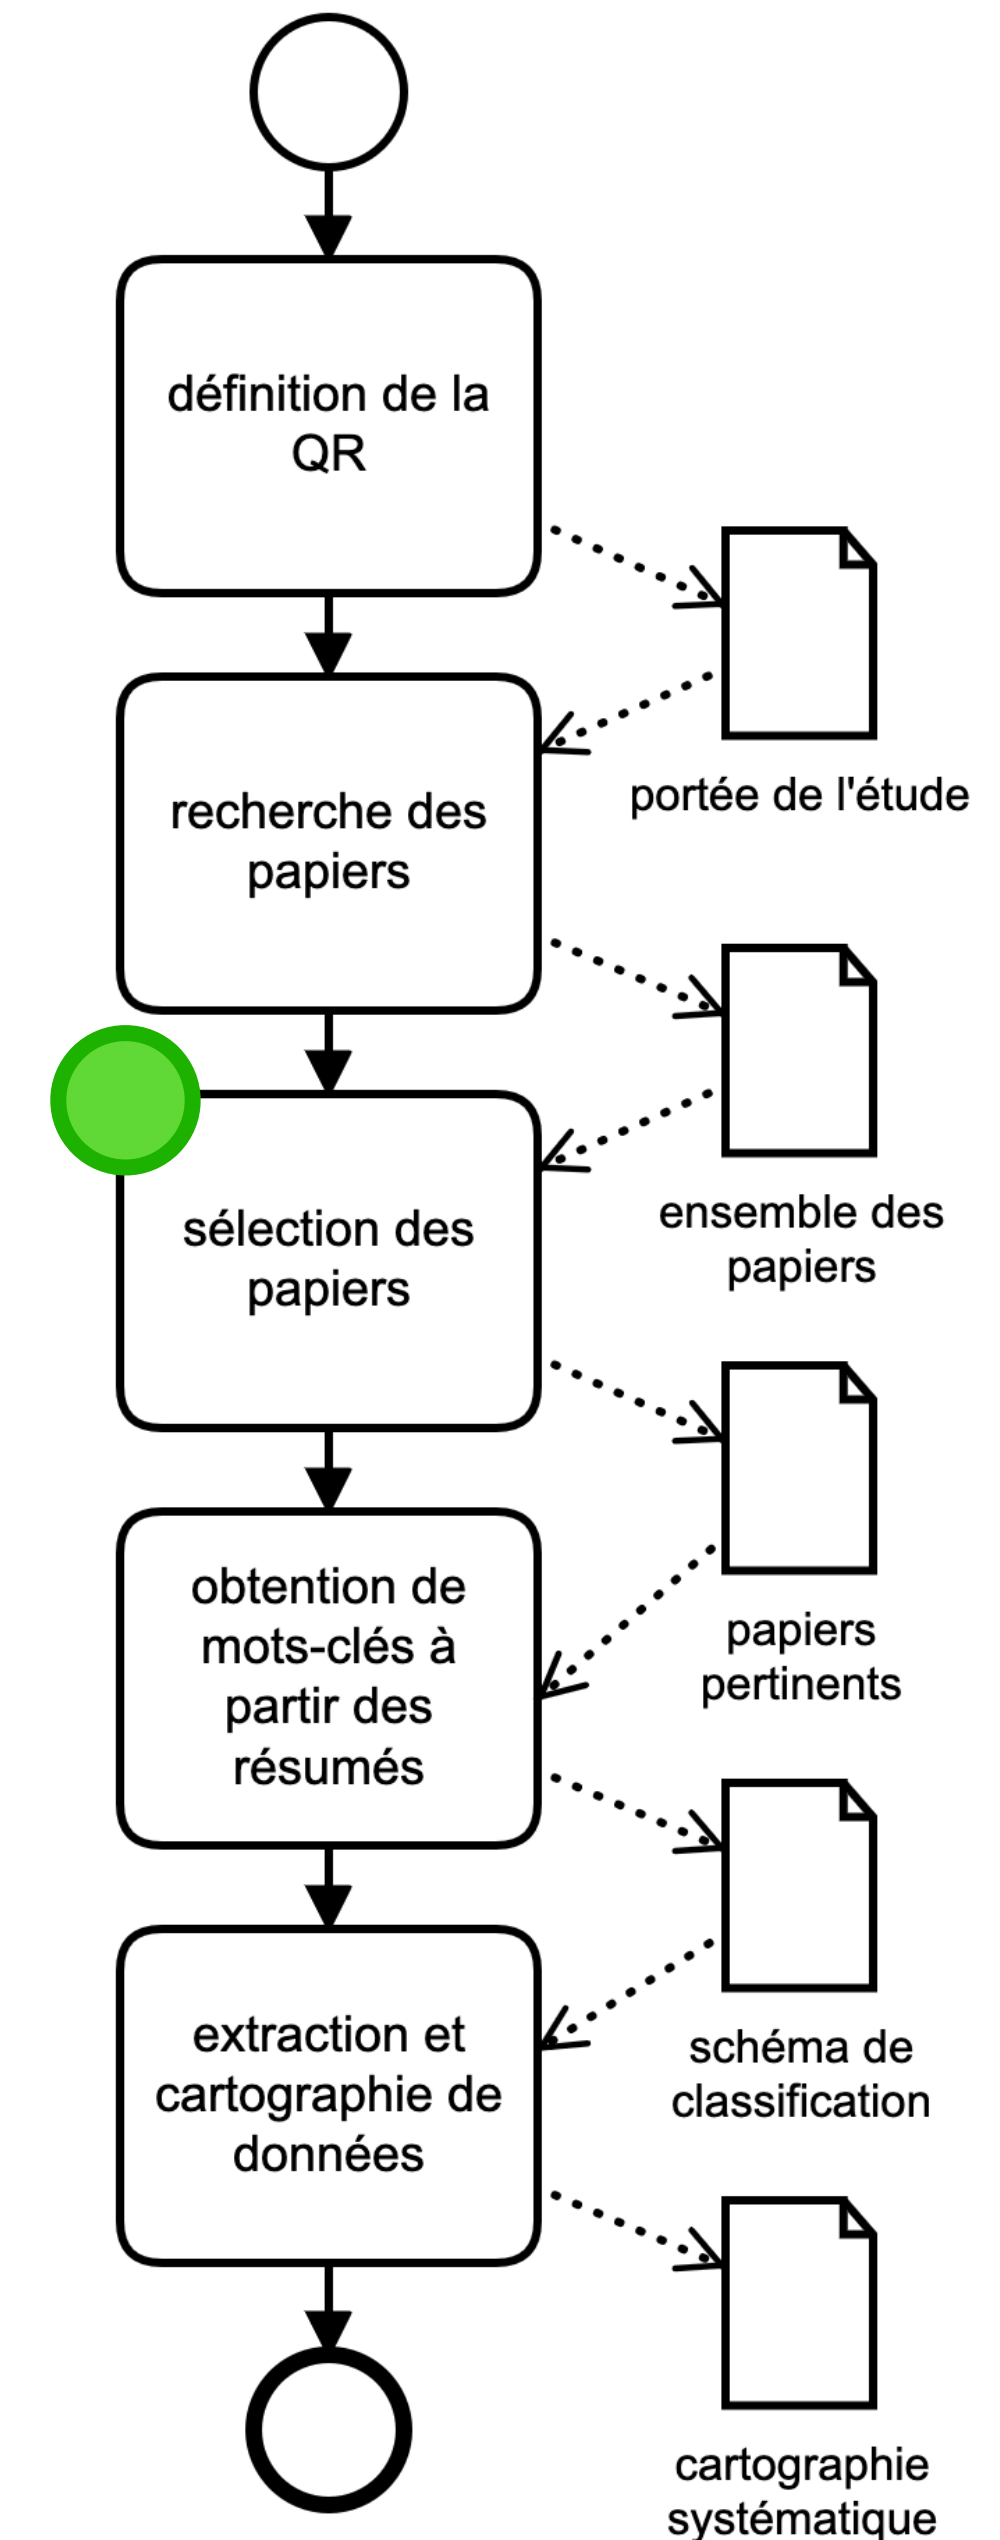 définition de la
QR
portée de l'étude
recherche des
papiers
ensemble des
papiers
sélection des
papiers
papiers
pertinents
obtention de
mots-clés à
partir des
résumés
schéma de
classification
extraction et
cartographie de
données
cartographie
systématique